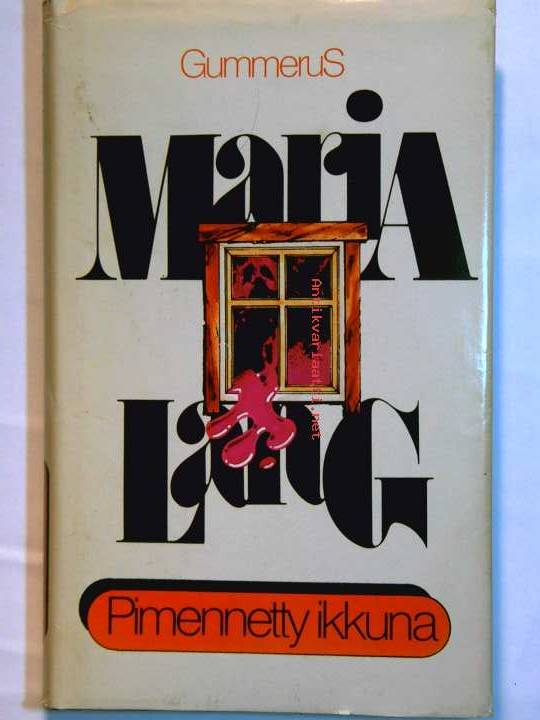 GummeruS
MariA
LanG
Pimennetty ikkuna
Antikvariaatti.net